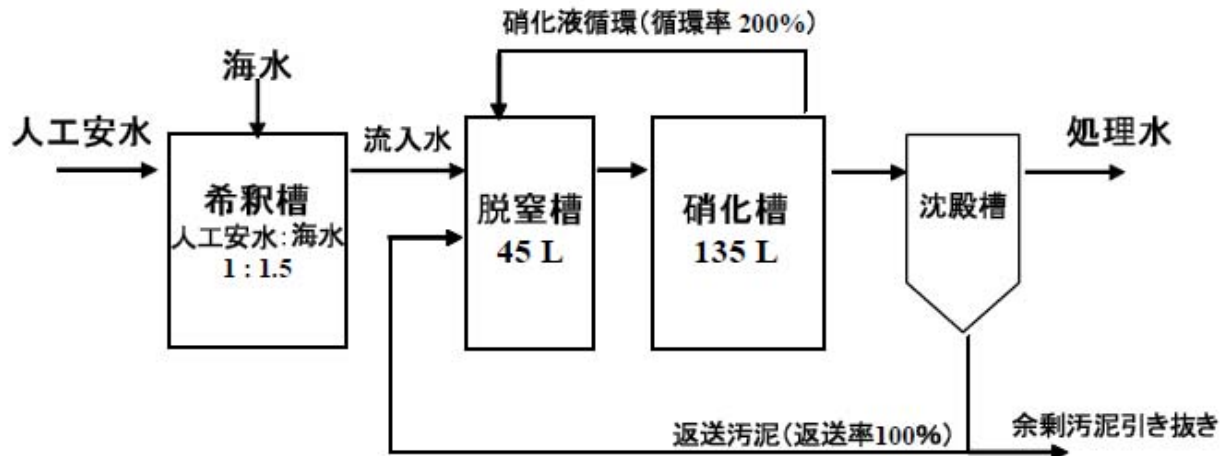 硝化液循環(循環率 200%)
海水
人工安水
流入水
処理水
希釈槽
人工安水:海水
1 : 1.5
脱窒槽
45 L
硝化槽
135 L
沈殿槽
返送汚泥(返送率100%)
余剰汚泥引き抜き